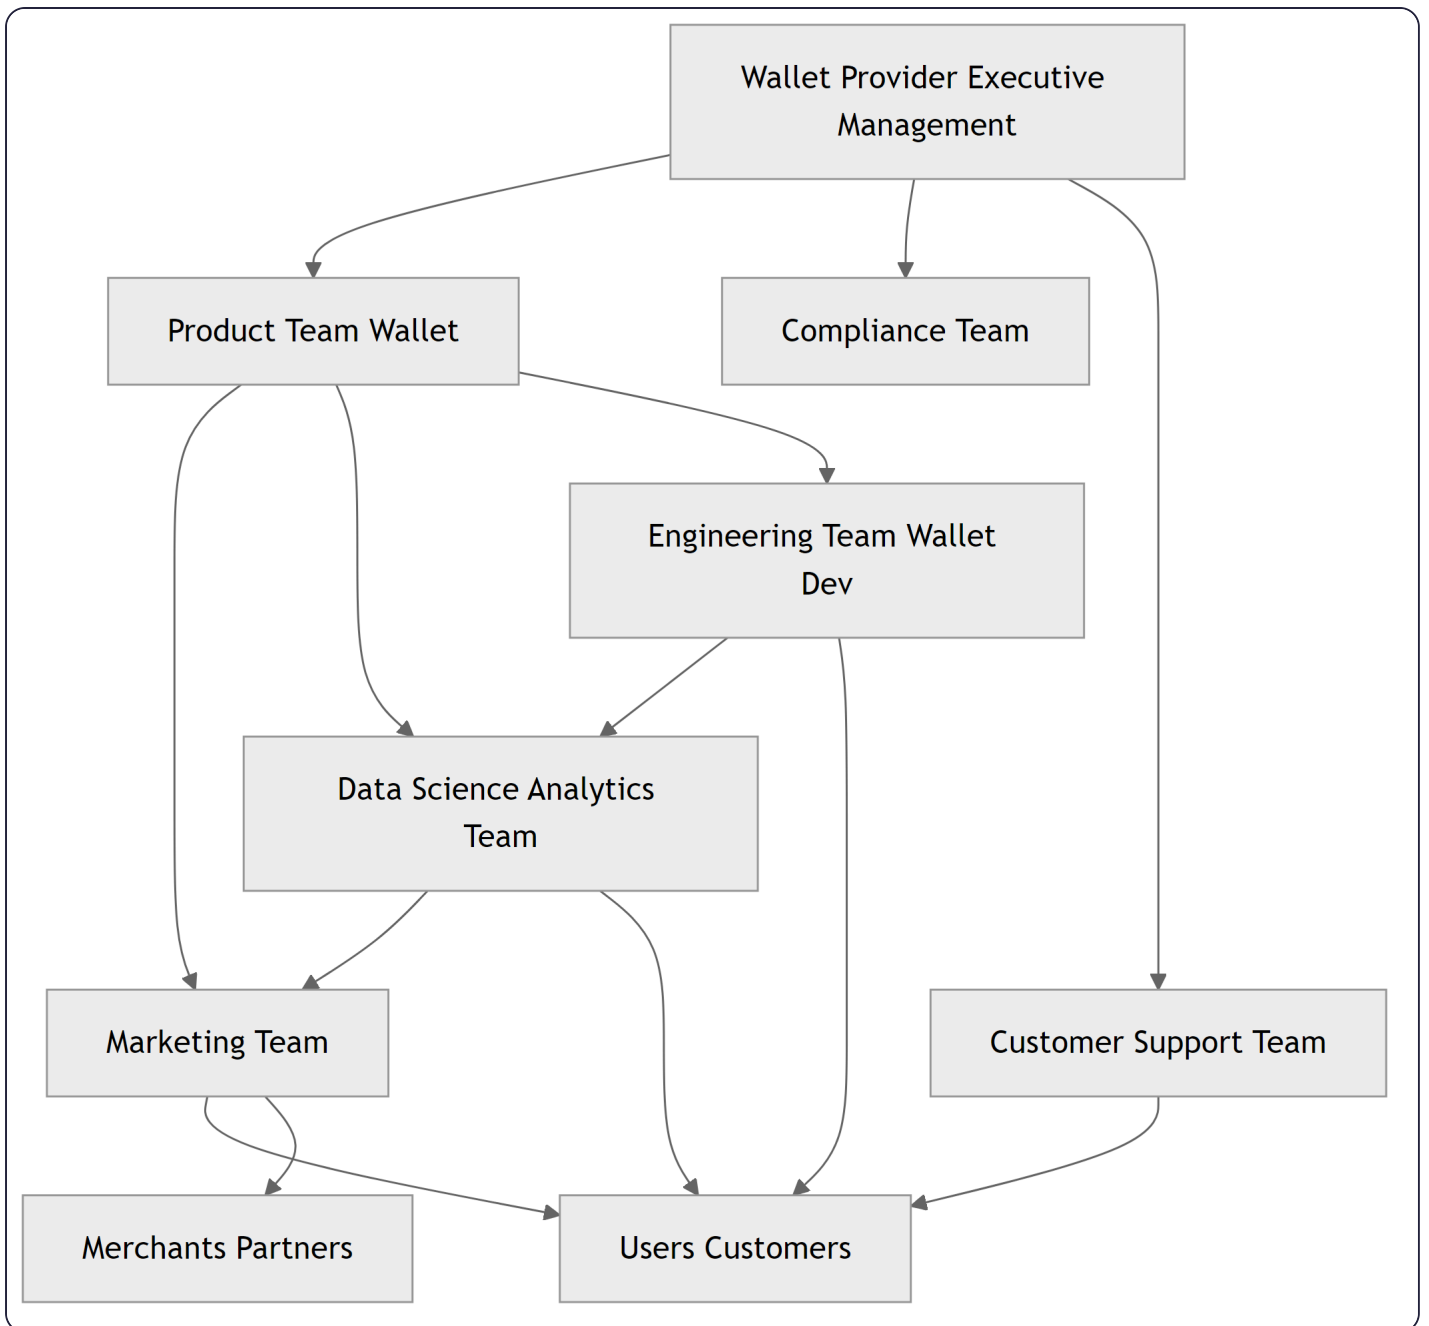 Wallet Provider Executive
Management
Product Team Wallet
Compliance Team
Engineering Team Wallet
Dev
Data Science Analytics
Team
Marketing Team
Customer Support Team
Merchants Partners
Users Customers